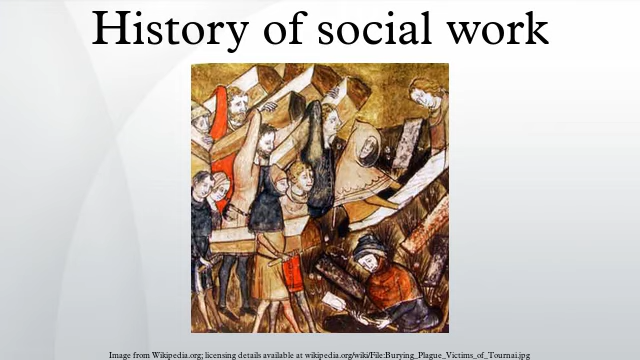 History of social work
Image from Wikipedia.org; licensing details available at wikipedia.org/wiki/File:Burying_Plague_Victims_of_Tournai.jpg